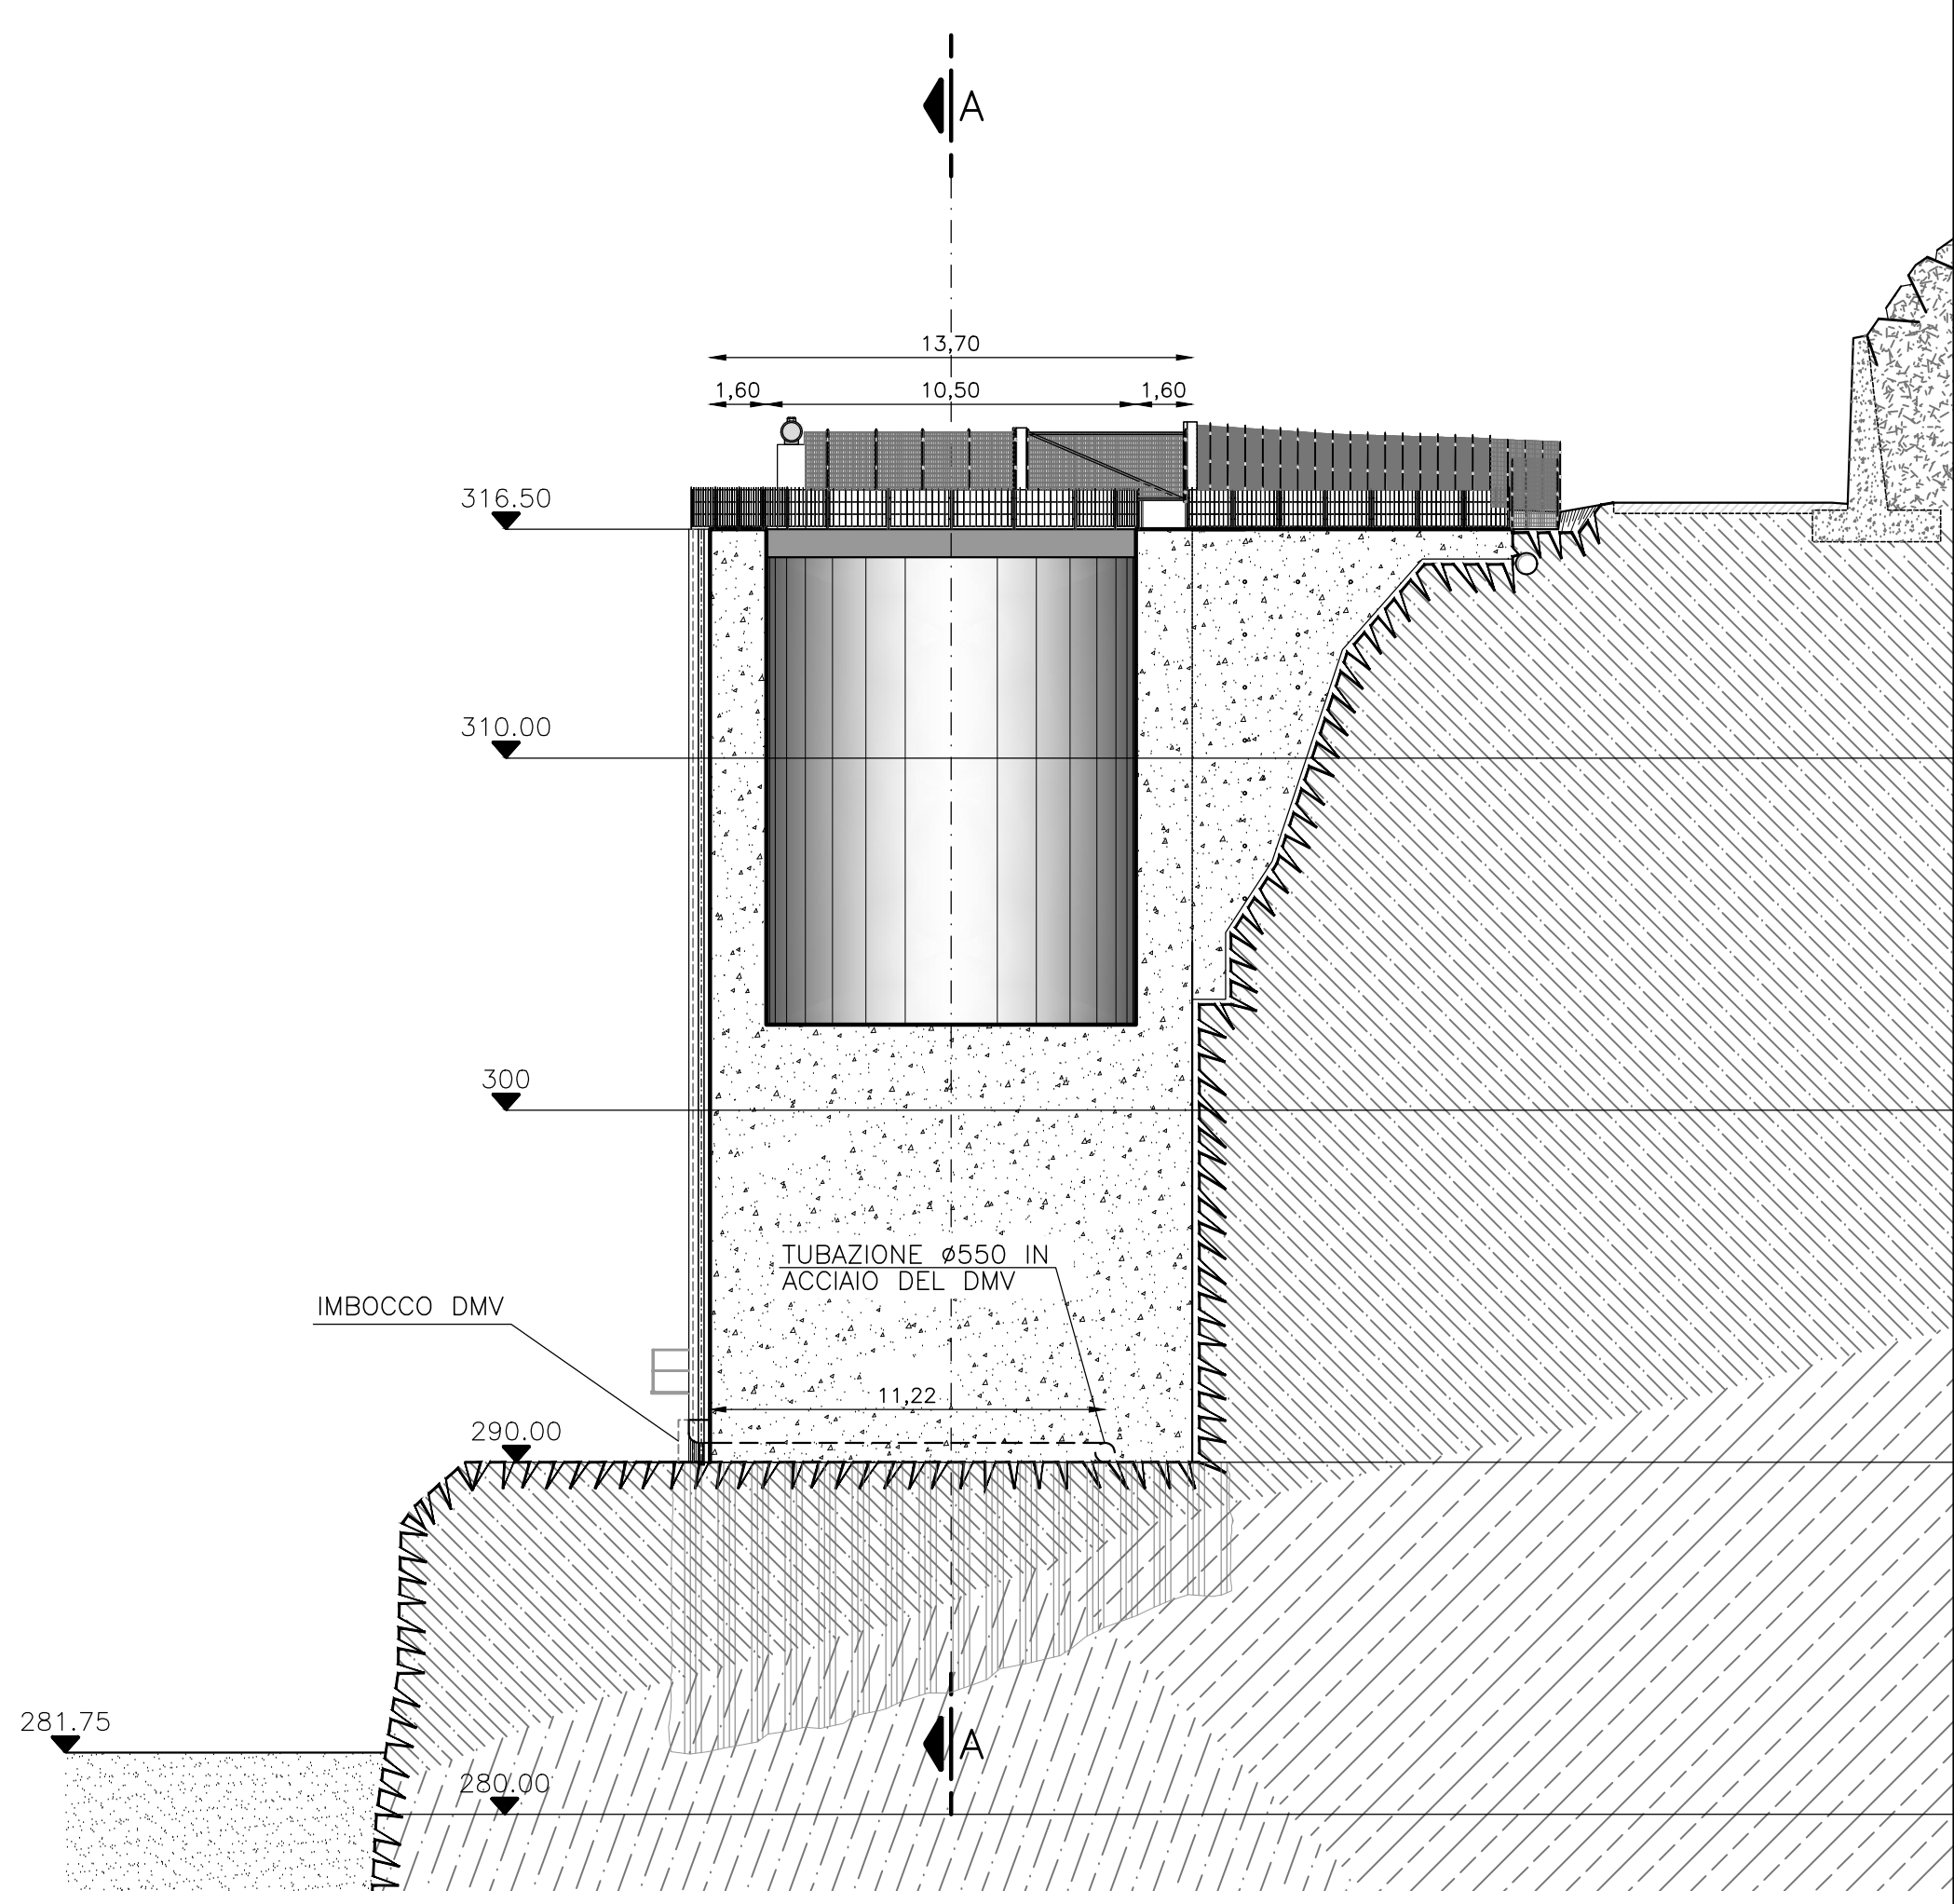 A
13,70
1,60 10,50 1,60
316.50
310.00
300
TUBAZIONE ø550 IN
ACCIAIO DEL DMV
IMBOCCO DMV
11,22
290.00
281.75
A
280.00